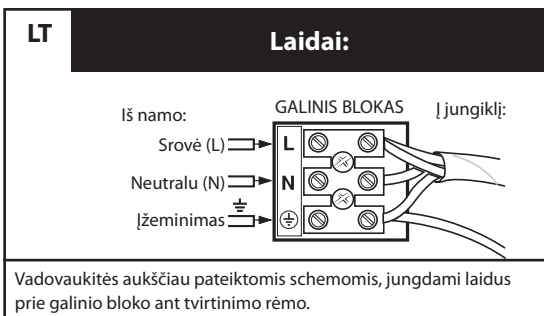 LT
Laidai:
Iš namo:
GALINIS BLOKAS
Į jungiklį:
Srovė (L)
L
Neutralu (N)
N
Įžeminimas
Vadovaukitės aukščiau pateiktomis schemomis, jungdami laidus
prie galinio bloko ant tvirtinimo rėmo.